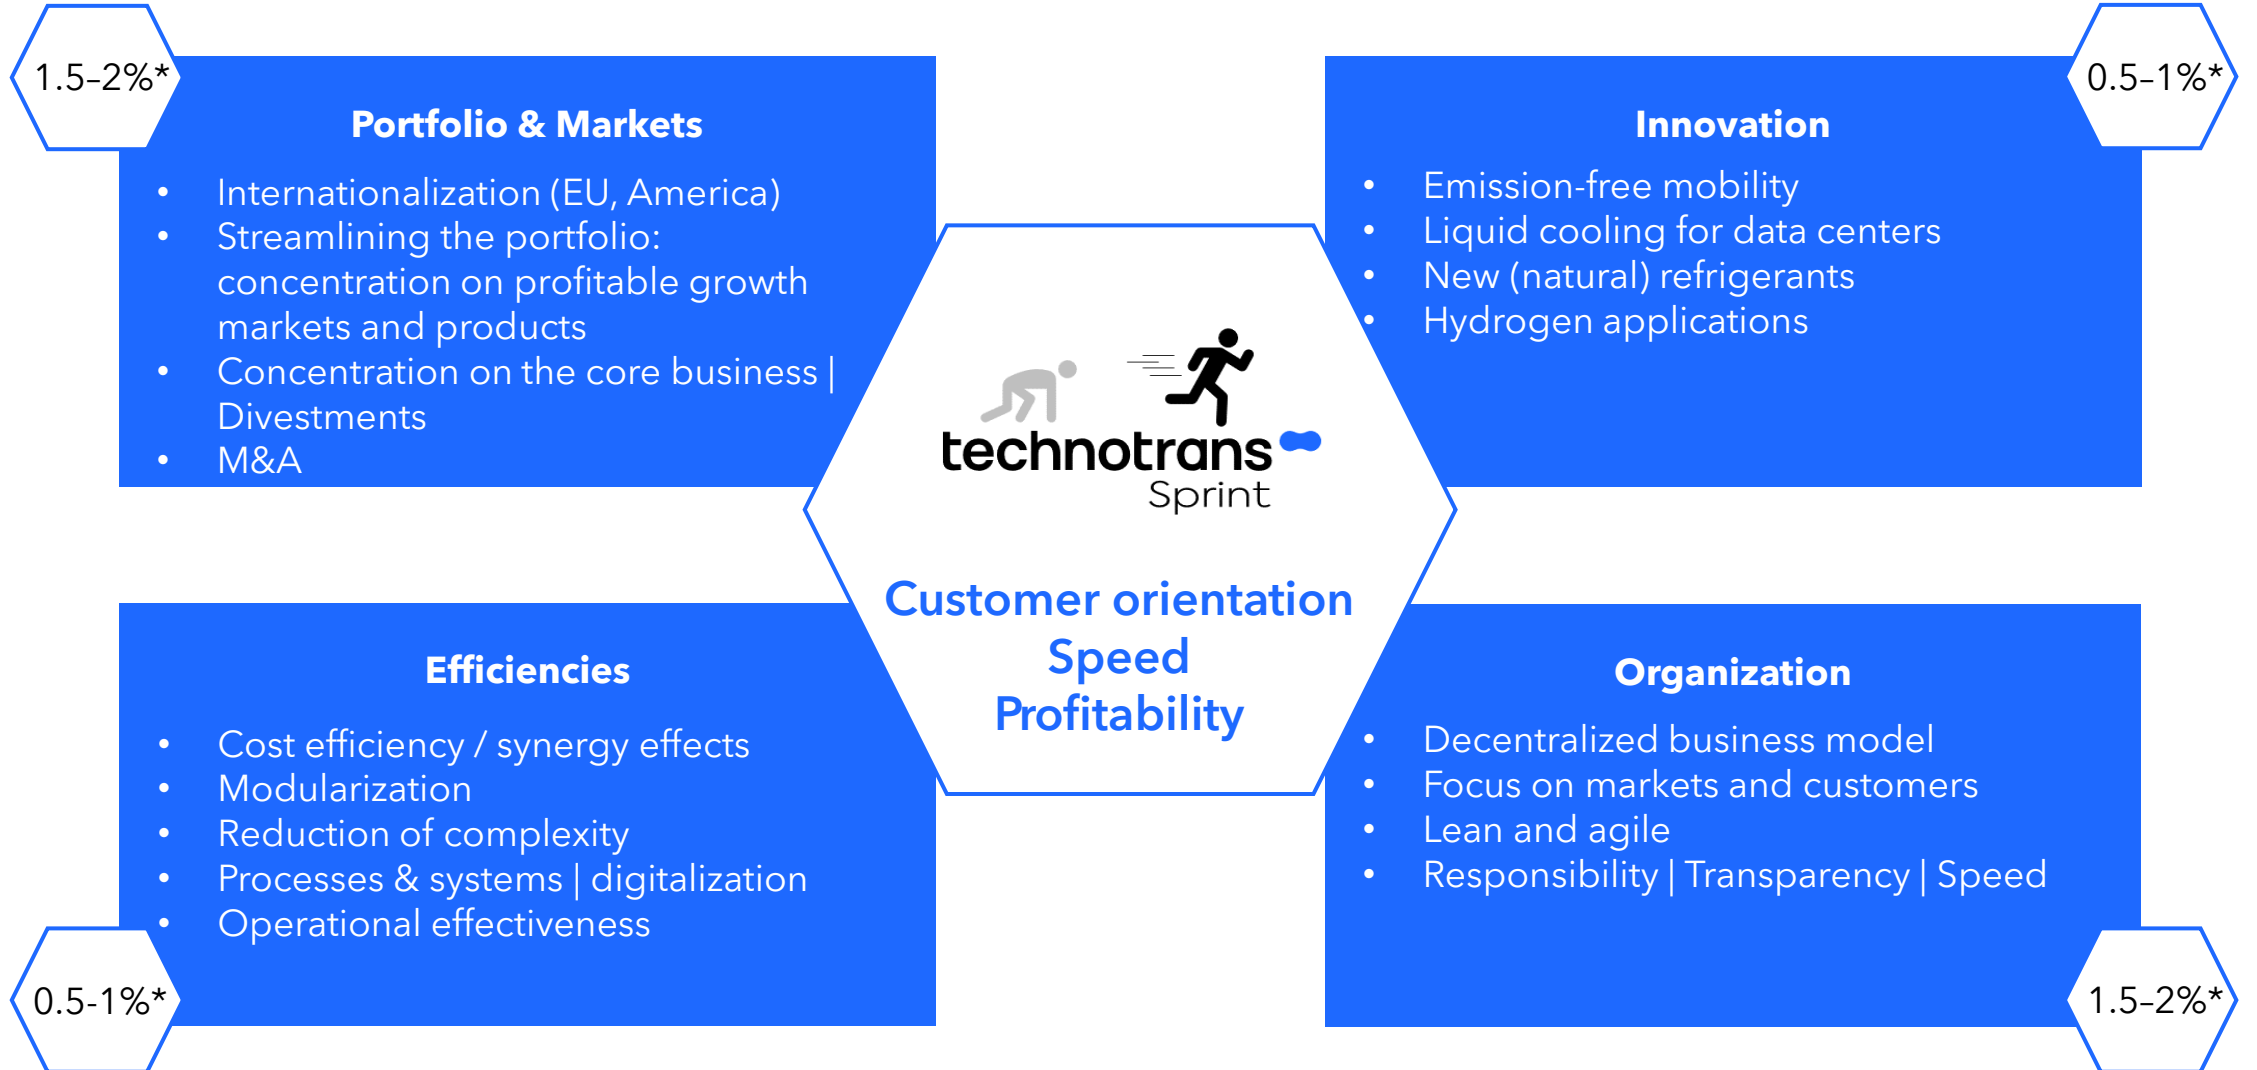 1.5–2%*
Portfolio & Markets
• Internationalization (EU, America)
• Streamlining the portfolio:
concentration on profitable growth
markets and products
• Concentration on the core business |
Divestments
• M&A
0.5–1%*
Innovation
• Emission-free mobility
• Liquid cooling for data centers
• New (natural) refrigerants
• Hydrogen applications
technotrans
Sprint
Customer orientation
Speed
Profitability
Efficiencies
• Cost efficiency / synergy effects
• Modularization
• Reduction of complexity
• Processes & systems | digitalization
• Operational effectiveness
0.5-1%*
Organization
• Decentralized business model
• Focus on markets and customers
• Lean and agile
• Responsibility | Transparency | Speed
1.5–2%*